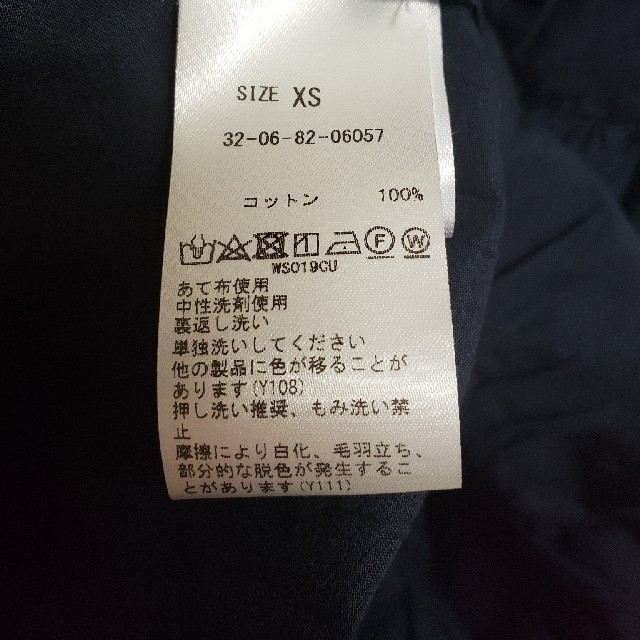 SIZE XS
32-06-82-06057
コットン 100%
F W
WS019CU
あて布使用
中性洗剤使用
裏返し洗い
単独洗いしてください
他の製品に色が移ることが
あります(Y108)
押し洗い推奨、もみ洗い禁
止
摩擦により白化、毛羽立ち、
部分的な脱色が発生するこ
とがあります(Y111)